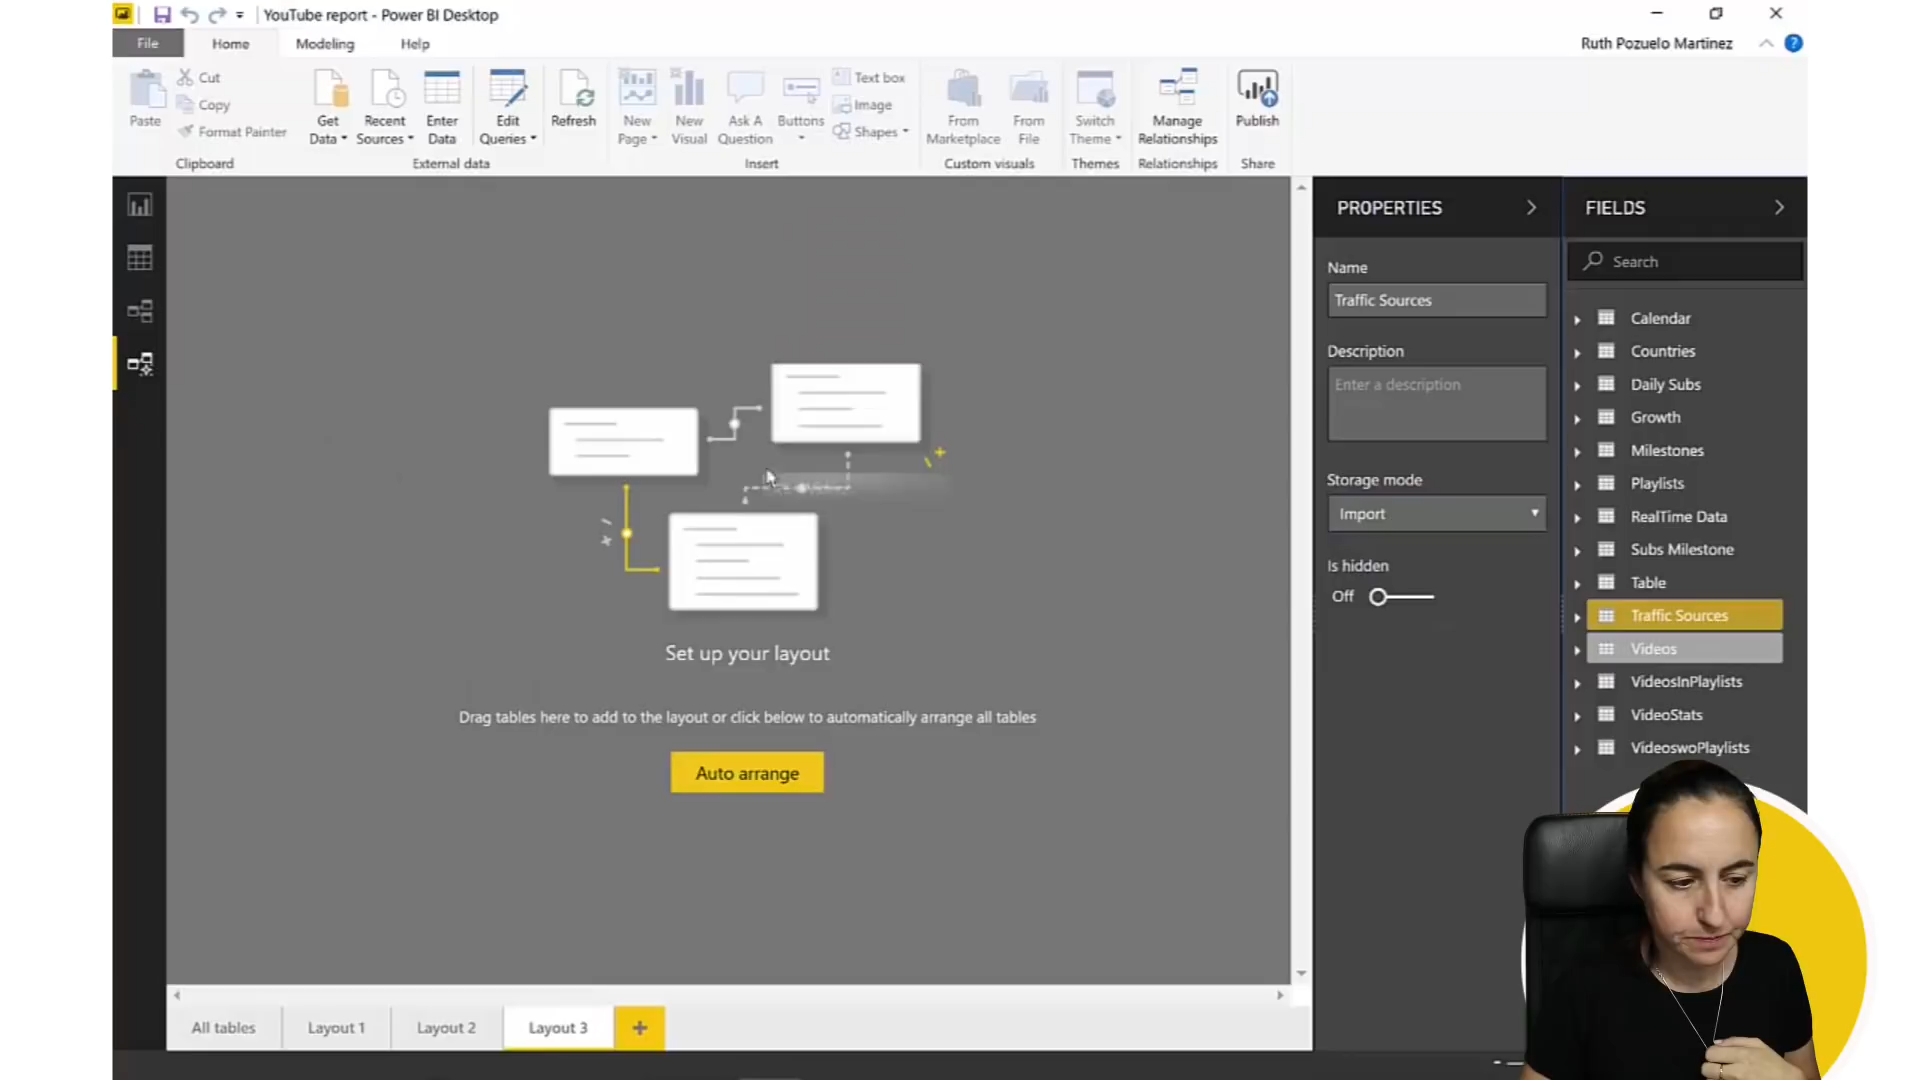 YouTube report - Power BI Desktop
File
Home
Modeling
Help
Ruth Pozuelo Martinez
?
Paste
Cut
Copy
Format Painter
Clipboard
Get Data
Recent Sources
Enter Data
External data
Edit Queries
Refresh
New Page
New Visual
Ask A Question
Buttons
Text box
Image
Shapes
Insert
From Marketplace
From File
Custom visuals
Switch Theme
Themes
Manage Relationships
Relationships
Publish
Share
Set up your layout
Drag tables here to add to the layout or click below to automatically arrange all tables
Auto arrange
PROPERTIES
Name
Traffic Sources
Description
Enter a description
Storage mode
Import
Is hidden
Off
FIELDS
Search
Calendar
Countries
Daily Subs
Growth
Milestones
Playlists
RealTime Data
Subs Milestone
Table
Traffic Sources
Videos
VideosInPlaylists
VideoStats
VideoswoPlaylists
All tables
Layout 1
Layout 2
Layout 3
+